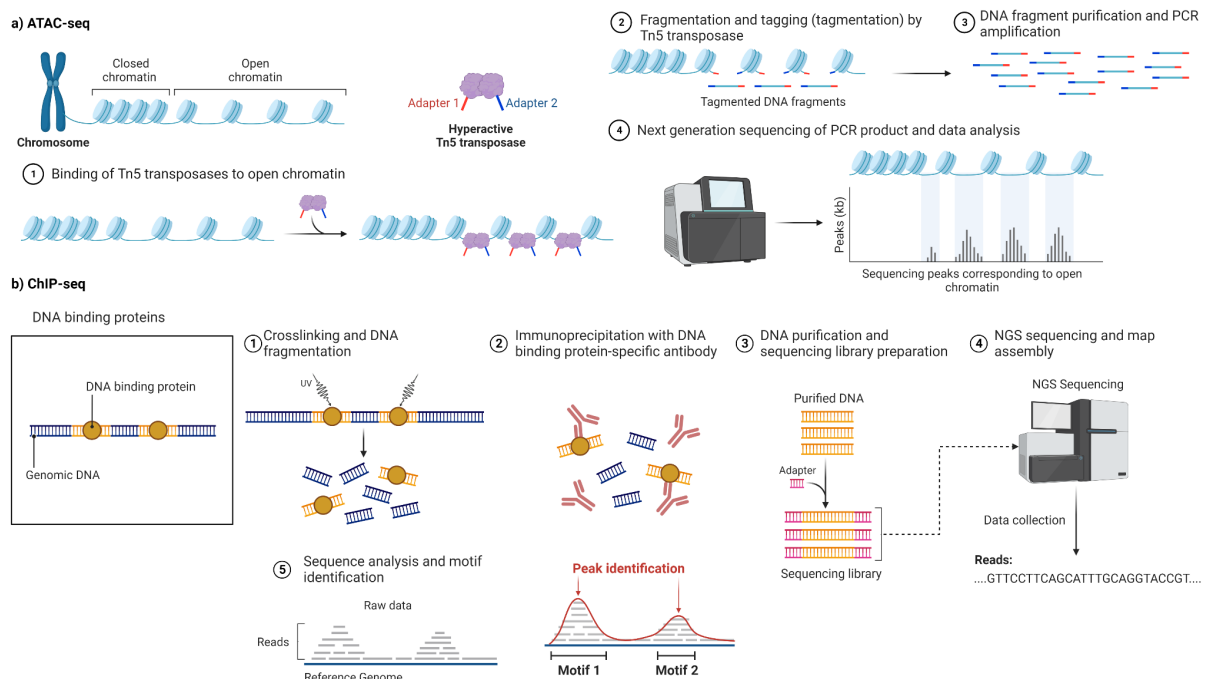 a) ATAC-seq
Closed
chromatin
Open
chromatin
Chromosome
Adapter 1
Adapter 2
Hyperactive
Tn5 transposase
1 Binding of Tn5 transposases to open chromatin
2 Fragmentation and tagging (tagmentation) by
Tn5 transposase
Tagmented DNA fragments
3 DNA fragment purification and PCR
amplification
4 Next generation sequencing of PCR product and data analysis
Peaks (kb)
Sequencing peaks corresponding to open
chromatin
b) ChIP-seq
DNA binding proteins
DNA binding protein
Genomic DNA
1 Crosslinking and DNA
fragmentation
UV
2 Immunoprecipitation with DNA
binding protein-specific antibody
3 DNA purification and
sequencing library preparation
Purified DNA
Adapter
Sequencing library
4 NGS sequencing and map
assembly
NGS Sequencing
Data collection
Reads:
....GTTCCTTCAGCATTTGCAGGTACCGT....
5 Sequence analysis and motif
identification
Raw data
Reads
Reference Genome
Peak identification
Motif 1
Motif 2